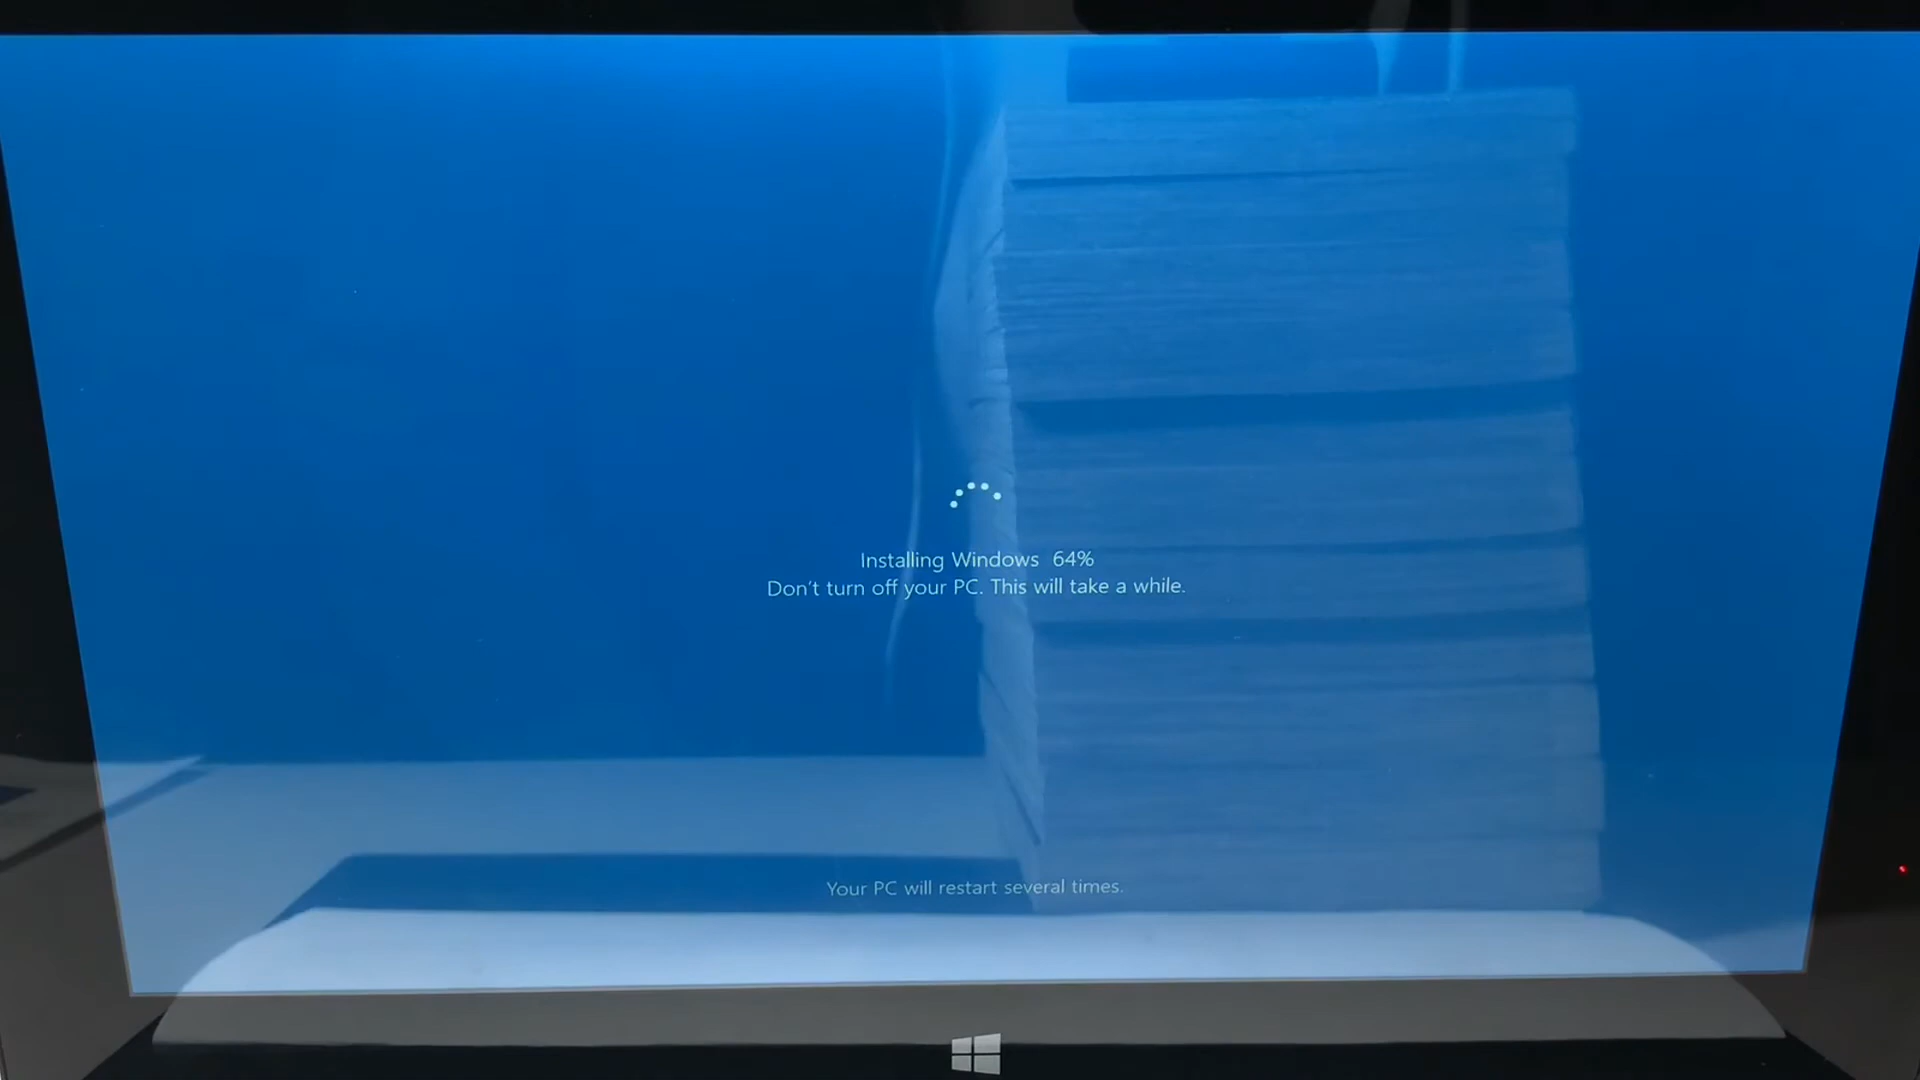 Installing Windows 64%
Don't turn off your PC. This will take a while.
Your PC will restart several times.